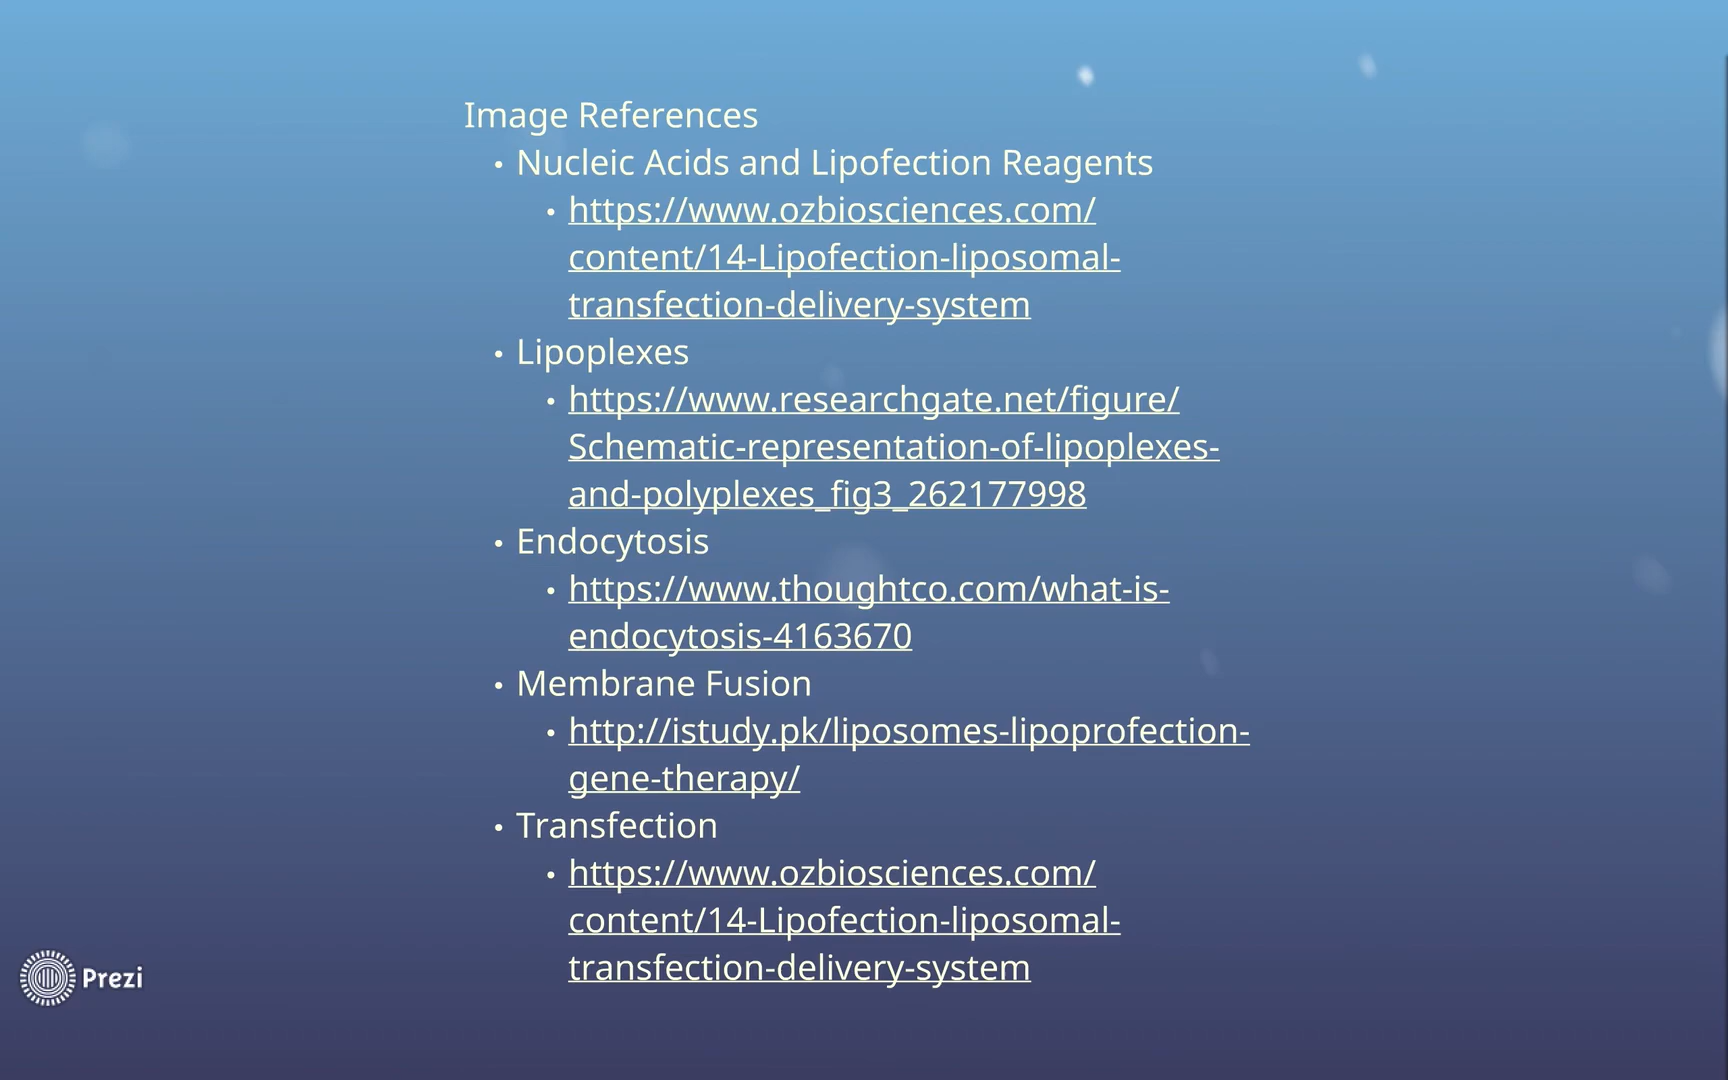 Image References
• Nucleic Acids and Lipofection Reagents
• https://www.ozbiosciences.com/
content/14-Lipofection-liposomal-
transfection-delivery-system
• Lipoplexes
• https://www.researchgate.net/figure/
Schematic-representation-of-lipoplexes-
and-polyplexes_fig3_262177998
• Endocytosis
• https://www.thoughtco.com/what-is-
endocytosis-4163670
• Membrane Fusion
• http://istudy.pk/liposomes-lipoprofection-
gene-therapy/
• Transfection
• https://www.ozbiosciences.com/
content/14-Lipofection-liposomal-
transfection-delivery-system
Prezi